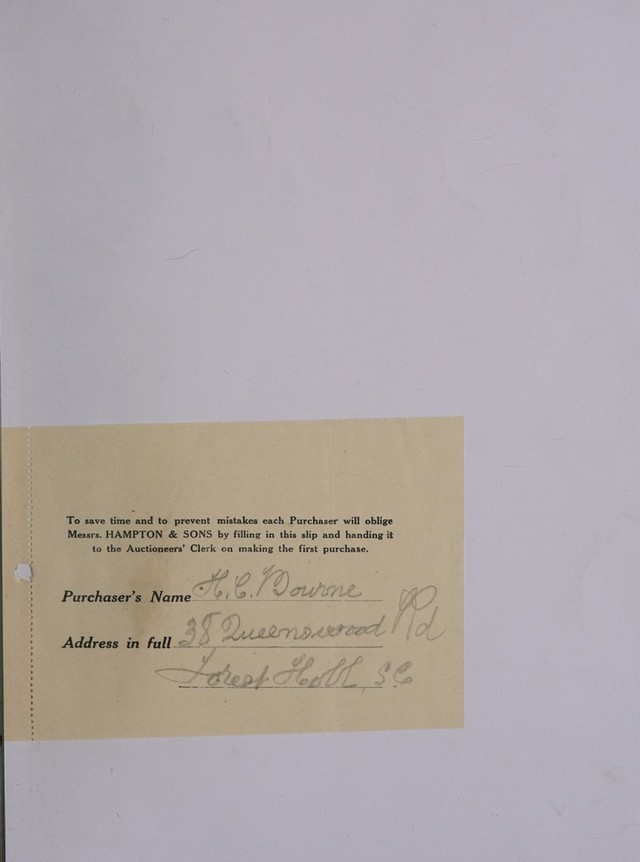 To save time and to prevent mistakes each Purchaser will oblige
Messrs. HAMPTON & SONS by filling in this slip and handing it
to the Auctioneers' Clerk on making the first purchase.
Purchaser's Name H. C. Bourne
Address in full 38 Queenswood Rd
Forest Hill, SE